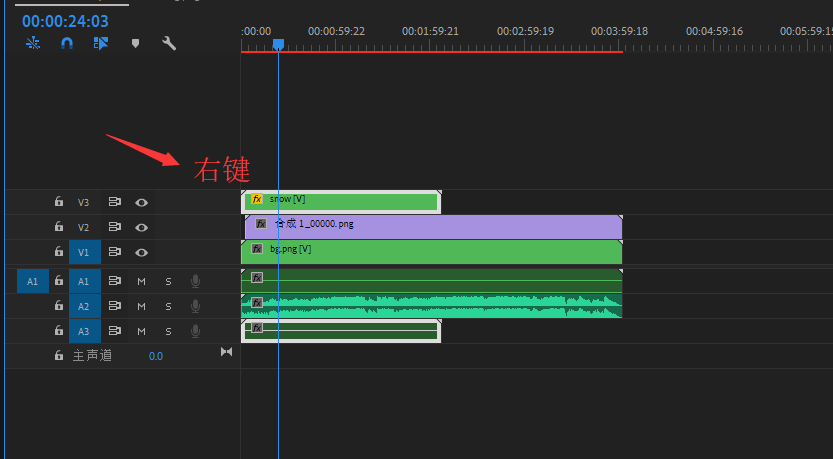 00:00:24:03
:00:00 00:00:59:22 00:01:59:21 00:02:59:19 00:03:59:18 00:04:59:16 00:05:59:15
右键
V3 fx snow [V]
V2 fx 合成 1_00000.png
V1 fx bg.png [V]
A1 A1 M S fx
A2 M S fx
A3 M S fx
主声道 0.0